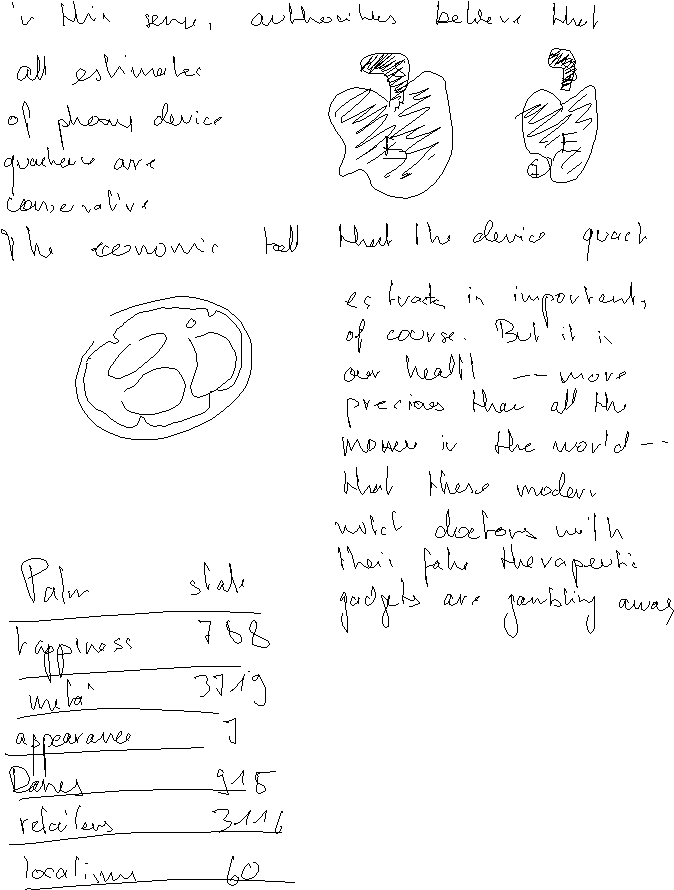 in this sense, authorities believe that
all estimates
of phony device
quackery are
conservative
The economic toll that the device quack
extracts is important,
of course. But it is
our health -- more
precious than all the
money in the world --
that these modern
witch doctors with
their fake therapeutic
gadgets are gambling away
E
E
G
Palm state
happiness 788
metal 3719
appearance 7
Danes 915
retailers 3116
localisms 60